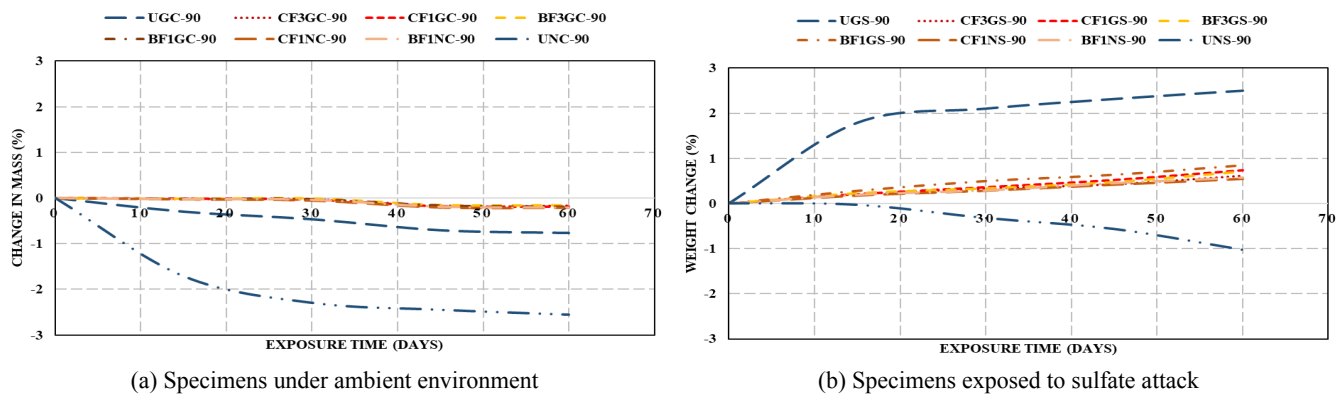 UGC-90 CF3GC-90 CF1GC-90 BF3GC-90
BF1GC-90 CF1NC-90 BF1NC-90 UNC-90
3
2
1
0
-1
-2
-3
0 10 20 30 40 50 60 70
CHANGE IN MASS (%)
EXPOSURE TIME (DAYS)
(a) Specimens under ambient environment
UGS-90 CF3GS-90 CF1GS-90 BF3GS-90
BF1GS-90 CF1NS-90 BF1NS-90 UNS-90
3
2
1
0
-1
-2
-3
0 10 20 30 40 50 60 70
WEIGHT CHANGE (%)
EXPOSURE TIME (DAYS)
(b) Specimens exposed to sulfate attack